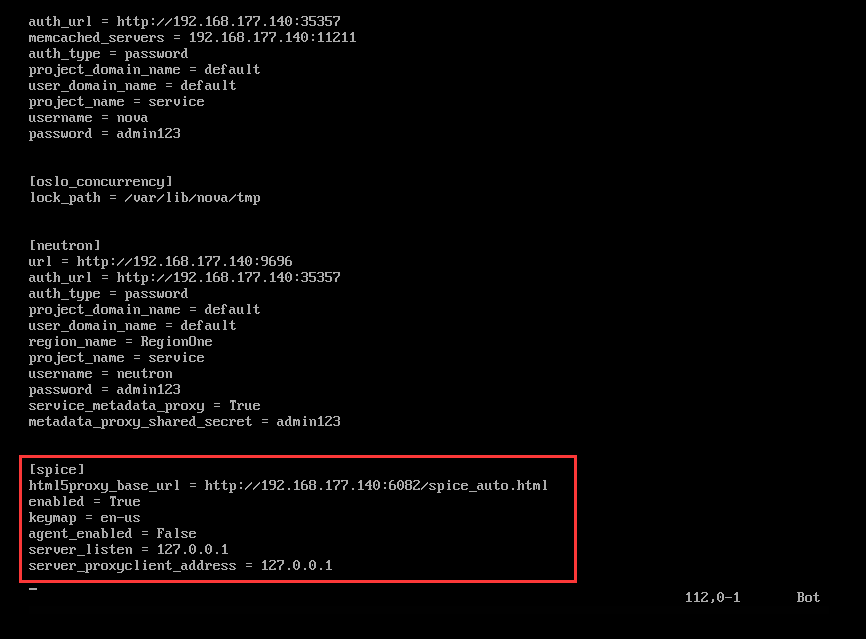 auth_url = http://192.168.177.140:35357
memcached_servers = 192.168.177.140:11211
auth_type = password
project_domain_name = default
user_domain_name = default
project_name = service
username = nova
password = admin123
[oslo_concurrency]
lock_path = /var/lib/nova/tmp
[neutron]
url = http://192.168.177.140:9696
auth_url = http://192.168.177.140:35357
auth_type = password
project_domain_name = default
user_domain_name = default
region_name = RegionOne
project_name = service
username = neutron
password = admin123
service_metadata_proxy = True
metadata_proxy_shared_secret = admin123
[spice]
html5proxy_base_url = http://192.168.177.140:6082/spice_auto.html
enabled = True
keymap = en-us
agent_enabled = False
server_listen = 127.0.0.1
server_proxyclient_address = 127.0.0.1
112,0-1 Bot